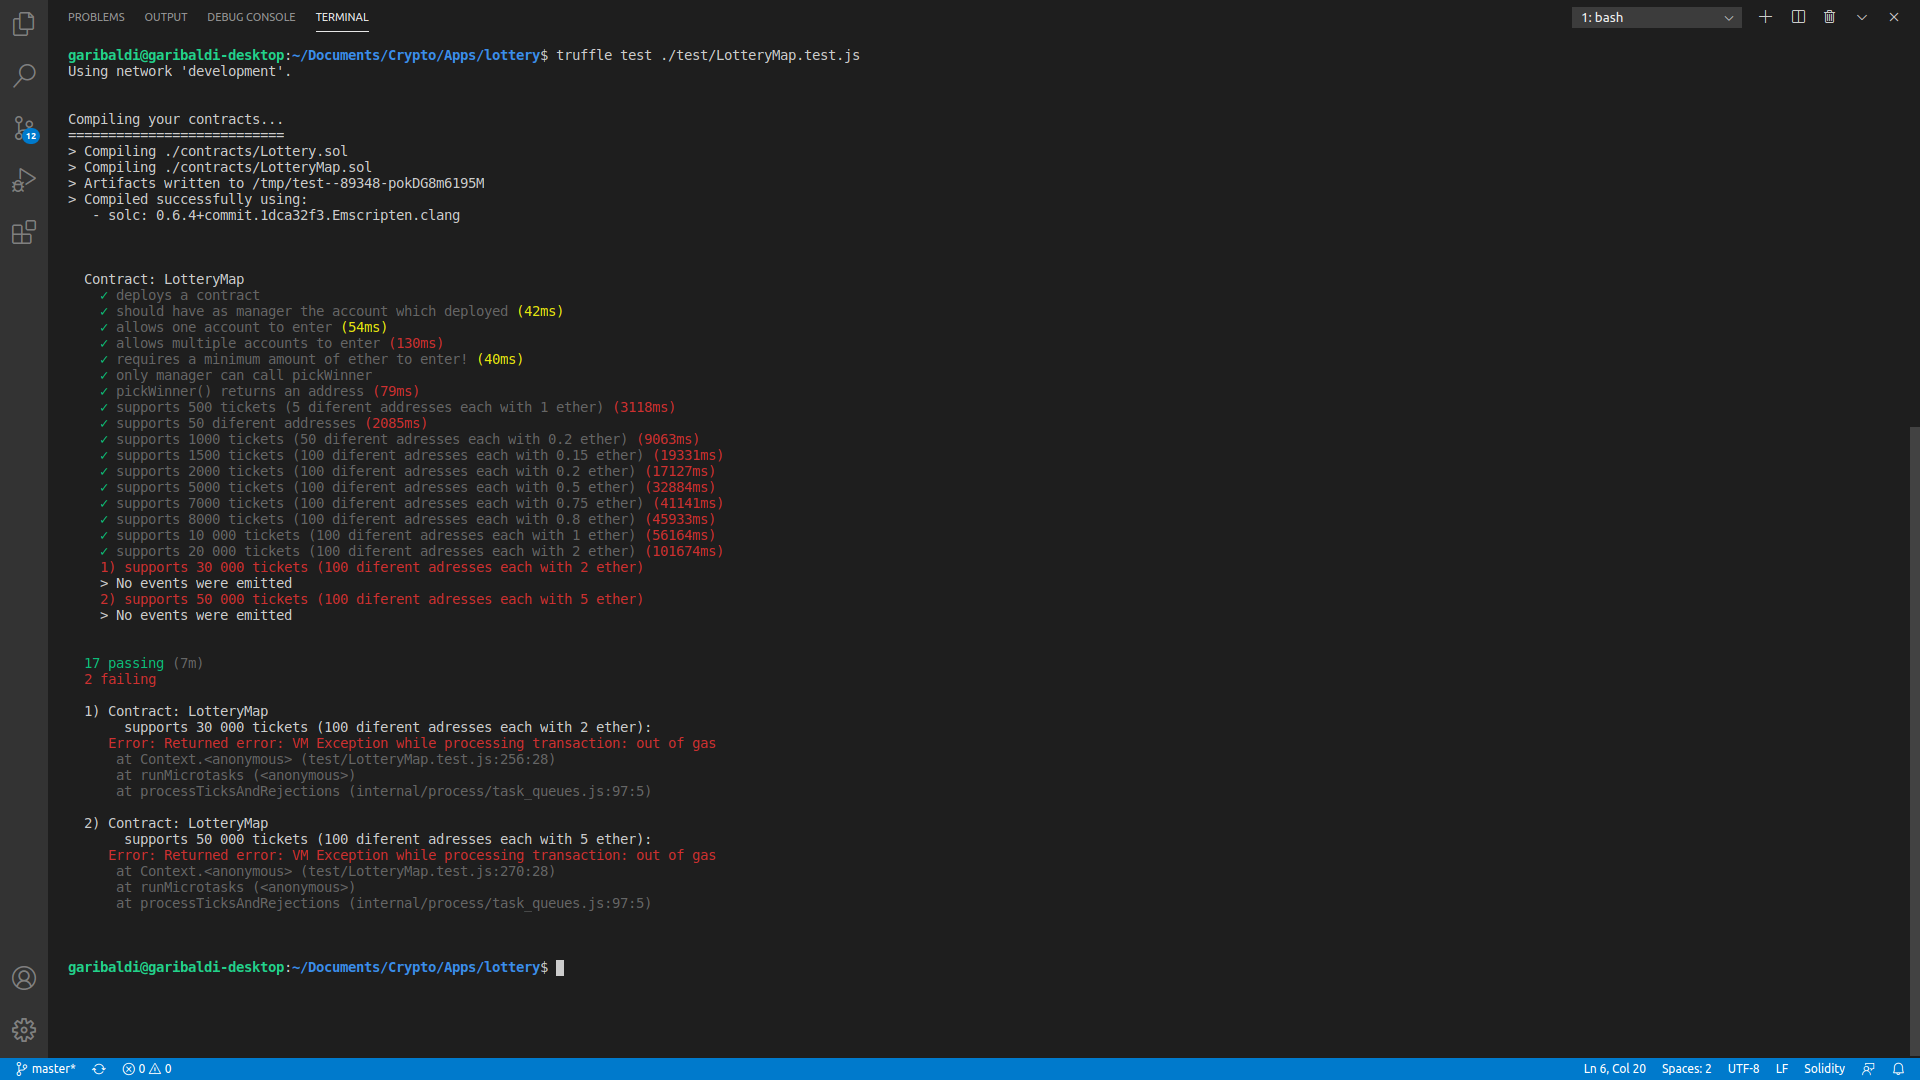 PROBLEMS OUTPUT DEBUG CONSOLE TERMINAL 1: bash
garibaldi@garibaldi-desktop:~/Documents/Crypto/Apps/lottery$ truffle test ./test/LotteryMap.test.js
Using network 'development'.
Compiling your contracts...
===========================
> Compiling ./contracts/Lottery.sol
> Compiling ./contracts/LotteryMap.sol
> Artifacts written to /tmp/test--89348-pokDG8m6195M
> Compiled successfully using:
- solc: 0.6.4+commit.1dca32f3.Emscripten.clang
Contract: LotteryMap
✓ deploys a contract
✓ should have as manager the account which deployed (42ms)
✓ allows one account to enter (54ms)
✓ allows multiple accounts to enter (130ms)
✓ requires a minimum amount of ether to enter! (40ms)
✓ only manager can call pickWinner
✓ pickWinner() returns an address (79ms)
✓ supports 500 tickets (5 diferent addresses each with 1 ether) (3118ms)
✓ supports 50 diferent addresses (2085ms)
✓ supports 1000 tickets (50 diferent adresses each with 0.2 ether) (9063ms)
✓ supports 1500 tickets (100 diferent adresses each with 0.15 ether) (19331ms)
✓ supports 2000 tickets (100 diferent adresses each with 0.2 ether) (17127ms)
✓ supports 5000 tickets (100 diferent adresses each with 0.5 ether) (32884ms)
✓ supports 7000 tickets (100 diferent adresses each with 0.75 ether) (41141ms)
✓ supports 8000 tickets (100 diferent adresses each with 0.8 ether) (45933ms)
✓ supports 10 000 tickets (100 diferent adresses each with 1 ether) (56164ms)
✓ supports 20 000 tickets (100 diferent adresses each with 2 ether) (101674ms)
1) supports 30 000 tickets (100 diferent adresses each with 2 ether)
> No events were emitted
2) supports 50 000 tickets (100 diferent adresses each with 5 ether)
> No events were emitted
17 passing (7m)
2 failing
1) Contract: LotteryMap
supports 30 000 tickets (100 diferent adresses each with 2 ether):
Error: Returned error: VM Exception while processing transaction: out of gas
at Context.<anonymous> (test/LotteryMap.test.js:256:28)
at runMicrotasks (<anonymous>)
at processTicksAndRejections (internal/process/task_queues.js:97:5)
2) Contract: LotteryMap
supports 50 000 tickets (100 diferent adresses each with 5 ether):
Error: Returned error: VM Exception while processing transaction: out of gas
at Context.<anonymous> (test/LotteryMap.test.js:270:28)
at runMicrotasks (<anonymous>)
at processTicksAndRejections (internal/process/task_queues.js:97:5)
garibaldi@garibaldi-desktop:~/Documents/Crypto/Apps/lottery$
12
master* 0 0 Ln 6, Col 20 Spaces: 2 UTF-8 LF Solidity